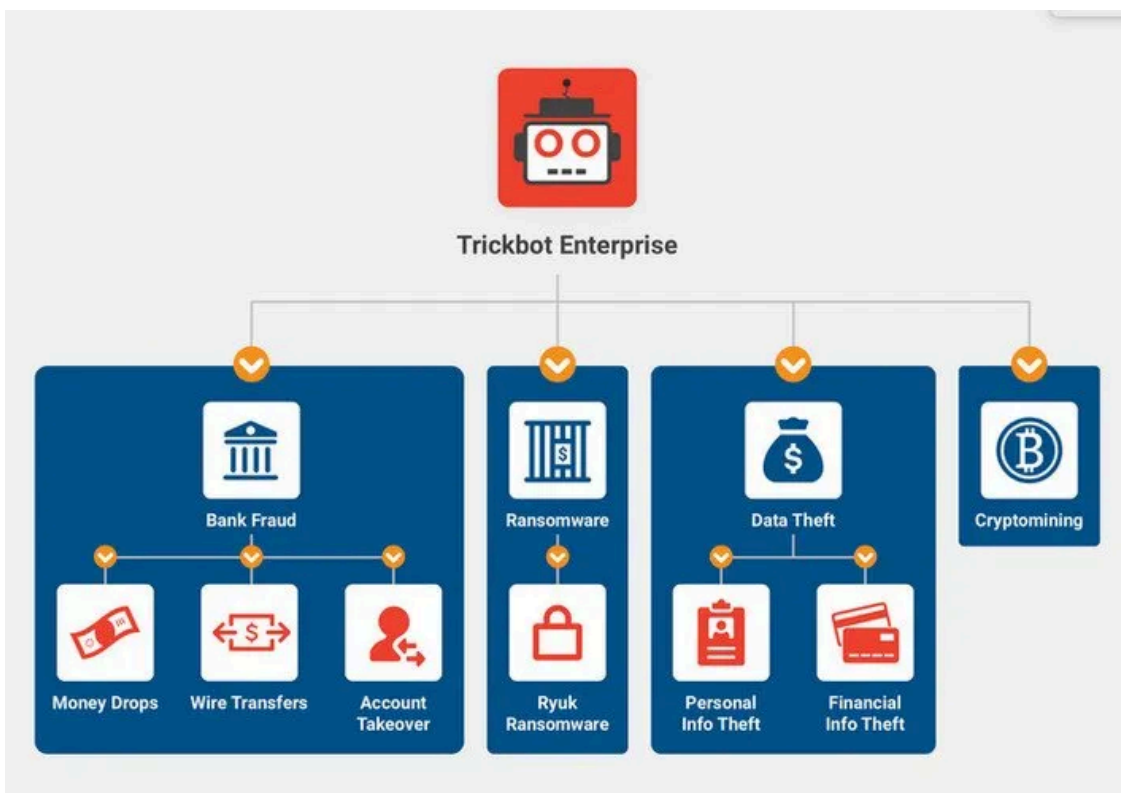 Trickbot Enterprise
Bank Fraud
Ransomware
Data Theft
Cryptomining
Money Drops
Wire Transfers
Account
Takeover
Ryuk
Ransomware
Personal
Info Theft
Financial
Info Theft